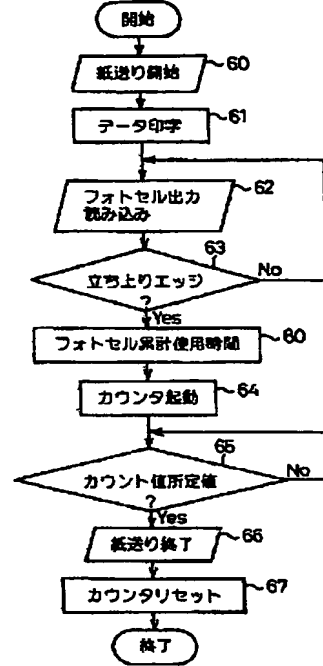 開始
紙送り開始
60
データ印字
61
フォトセル出力
読み込み
62
立ち上りエッジ
?
63
No
Yes
フォトセル累計使用時間
80
カウンタ起動
64
カウント値所定値
?
65
No
Yes
紙送り終了
66
カウンタリセット
67
終了